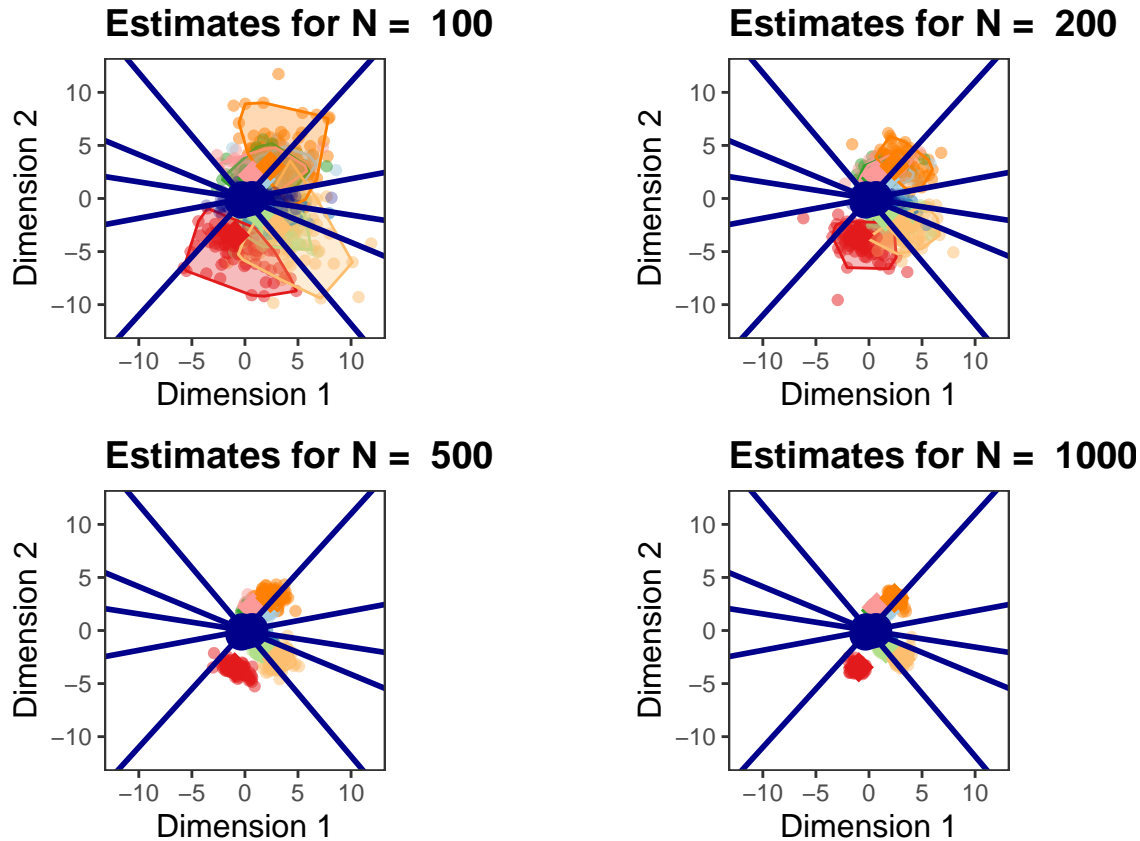 Estimates for N =  100
Dimension 2
10
5
0
−5
−10
−10 −5 0 5 10
Dimension 1
Estimates for N =  200
Dimension 2
10
5
0
−5
−10
−10 −5 0 5 10
Dimension 1
Estimates for N =  500
Dimension 2
10
5
0
−5
−10
−10 −5 0 5 10
Dimension 1
Estimates for N =  1000
Dimension 2
10
5
0
−5
−10
−10 −5 0 5 10
Dimension 1